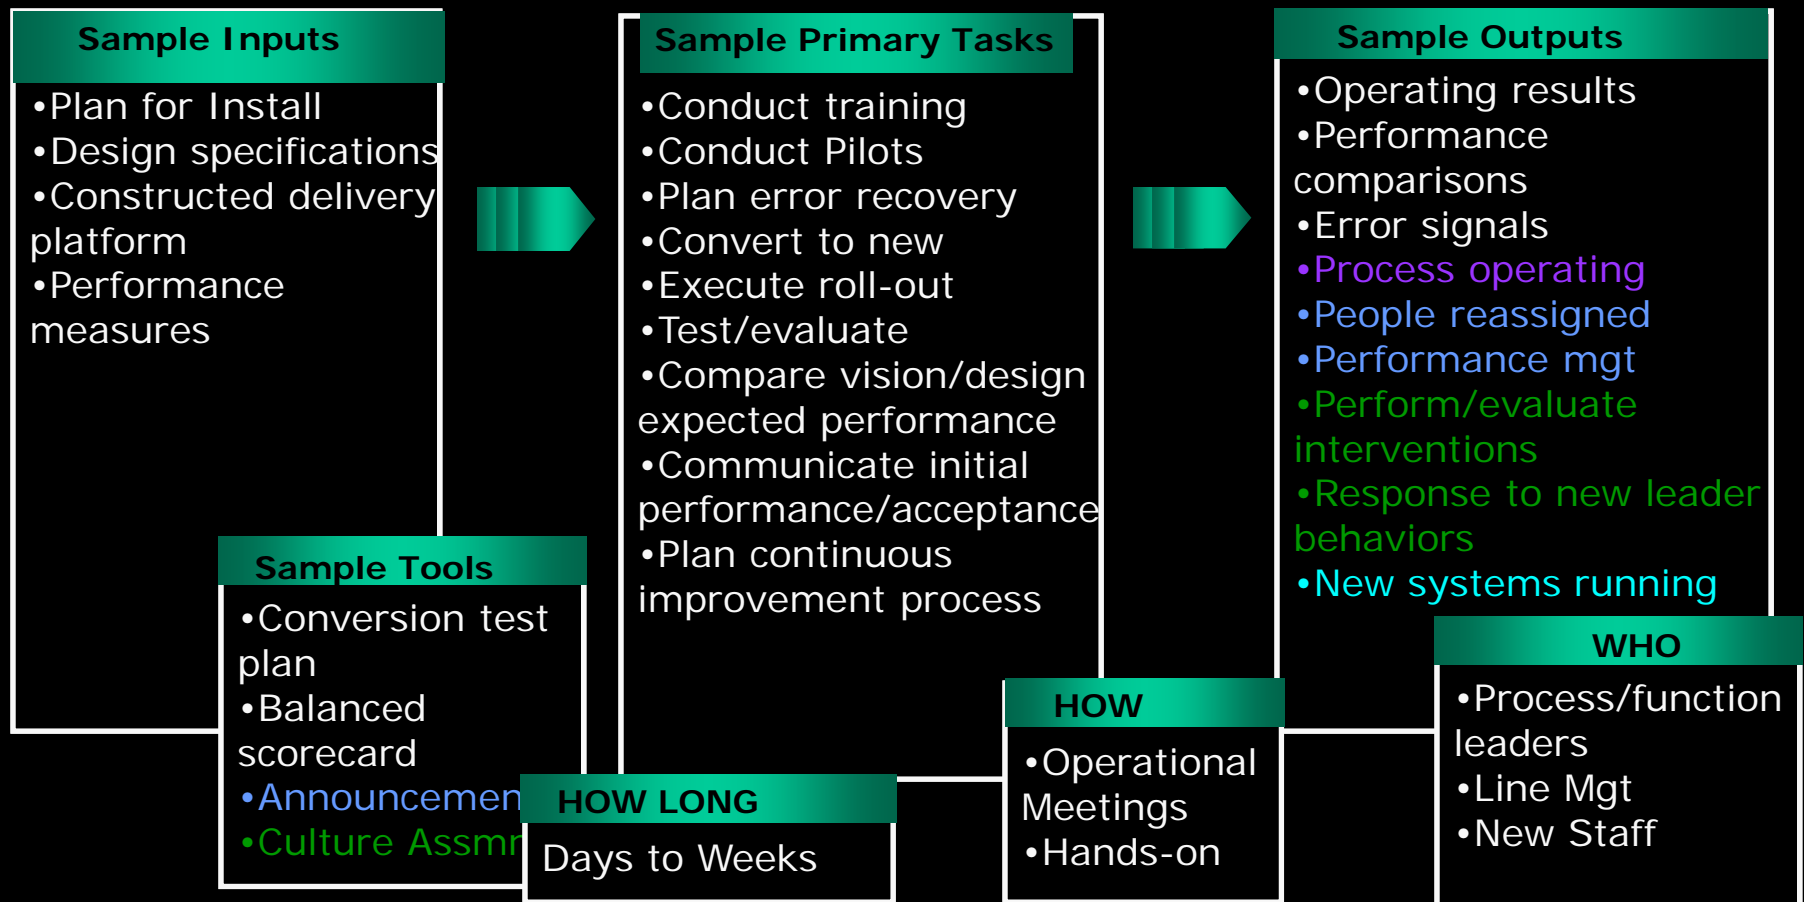 Sample Inputs
•Plan for Install
•Design specifications
•Constructed delivery
platform
•Performance
measures
Sample Tools
•Conversion test
plan
•Balanced
scorecard
•Announcemen
•Culture Assm
HOW LONG
Days to Weeks
Sample Primary Tasks
•Conduct training
•Conduct Pilots
•Plan error recovery
•Convert to new
•Execute roll-out
•Test/evaluate
•Compare vision/design
expected performance
•Communicate initial
performance/acceptance
•Plan continuous
improvement process
HOW
•Operational
Meetings
•Hands-on
Sample Outputs
•Operating results
•Performance
comparisons
•Error signals
•Process operating
•People reassigned
•Performance mgt
•Perform/evaluate
interventions
•Response to new leader
behaviors
•New systems running
WHO
•Process/function
leaders
•Line Mgt
•New Staff